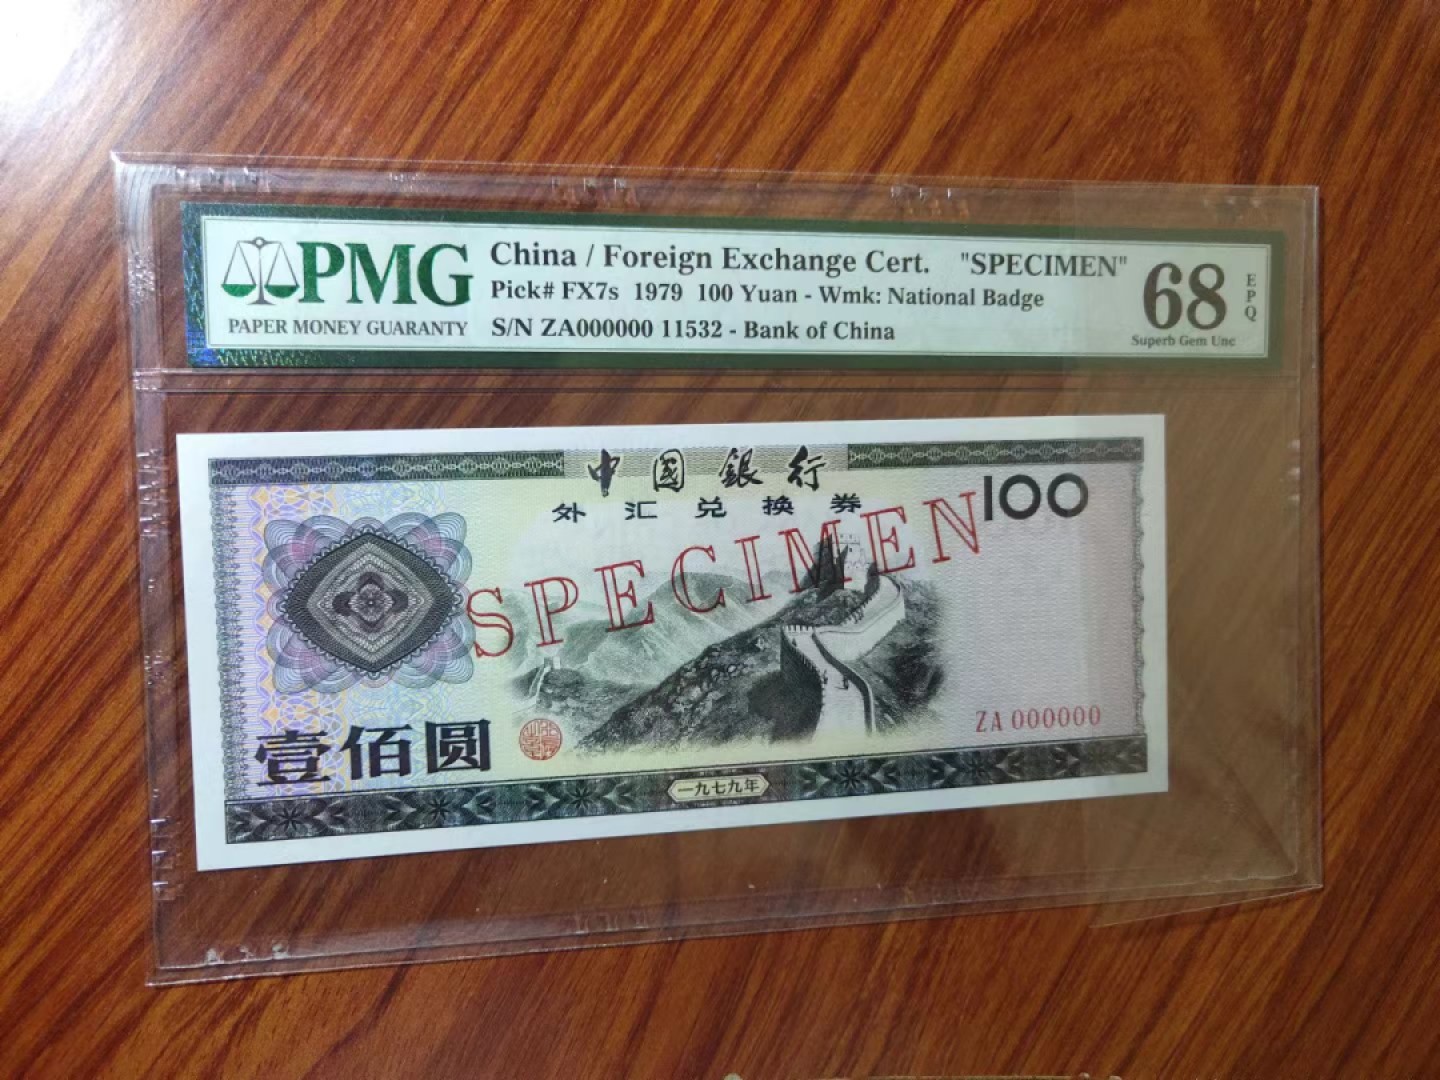 PMG
PAPER MONEY GUARANTY
China / Foreign Exchange Cert. "SPECIMEN"
Pick# FX7s 1979 100 Yuan - Wmk: National Badge
S/N ZA000000 11532 - Bank of China
68
EPQ
Superb Gem Unc
中国銀行
外汇兑换券
100
SPECIMEN
ZA 000000
壹佰圆
一九七九年